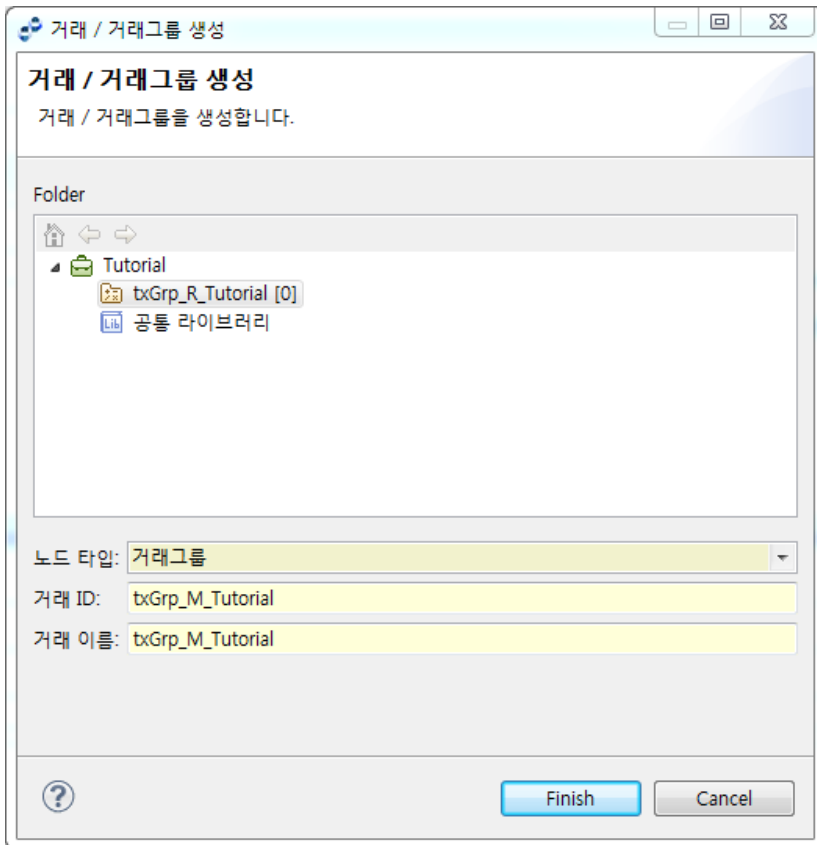 거래 / 거래그룹 생성
거래 / 거래그룹 생성
거래 / 거래그룹을 생성합니다.
Folder
Tutorial
txGrp_R_Tutorial [0]
Lib 공통 라이브러리
노드 타입: 거래그룹
거래 ID: txGrp_M_Tutorial
거래 이름: txGrp_M_Tutorial
Finish Cancel